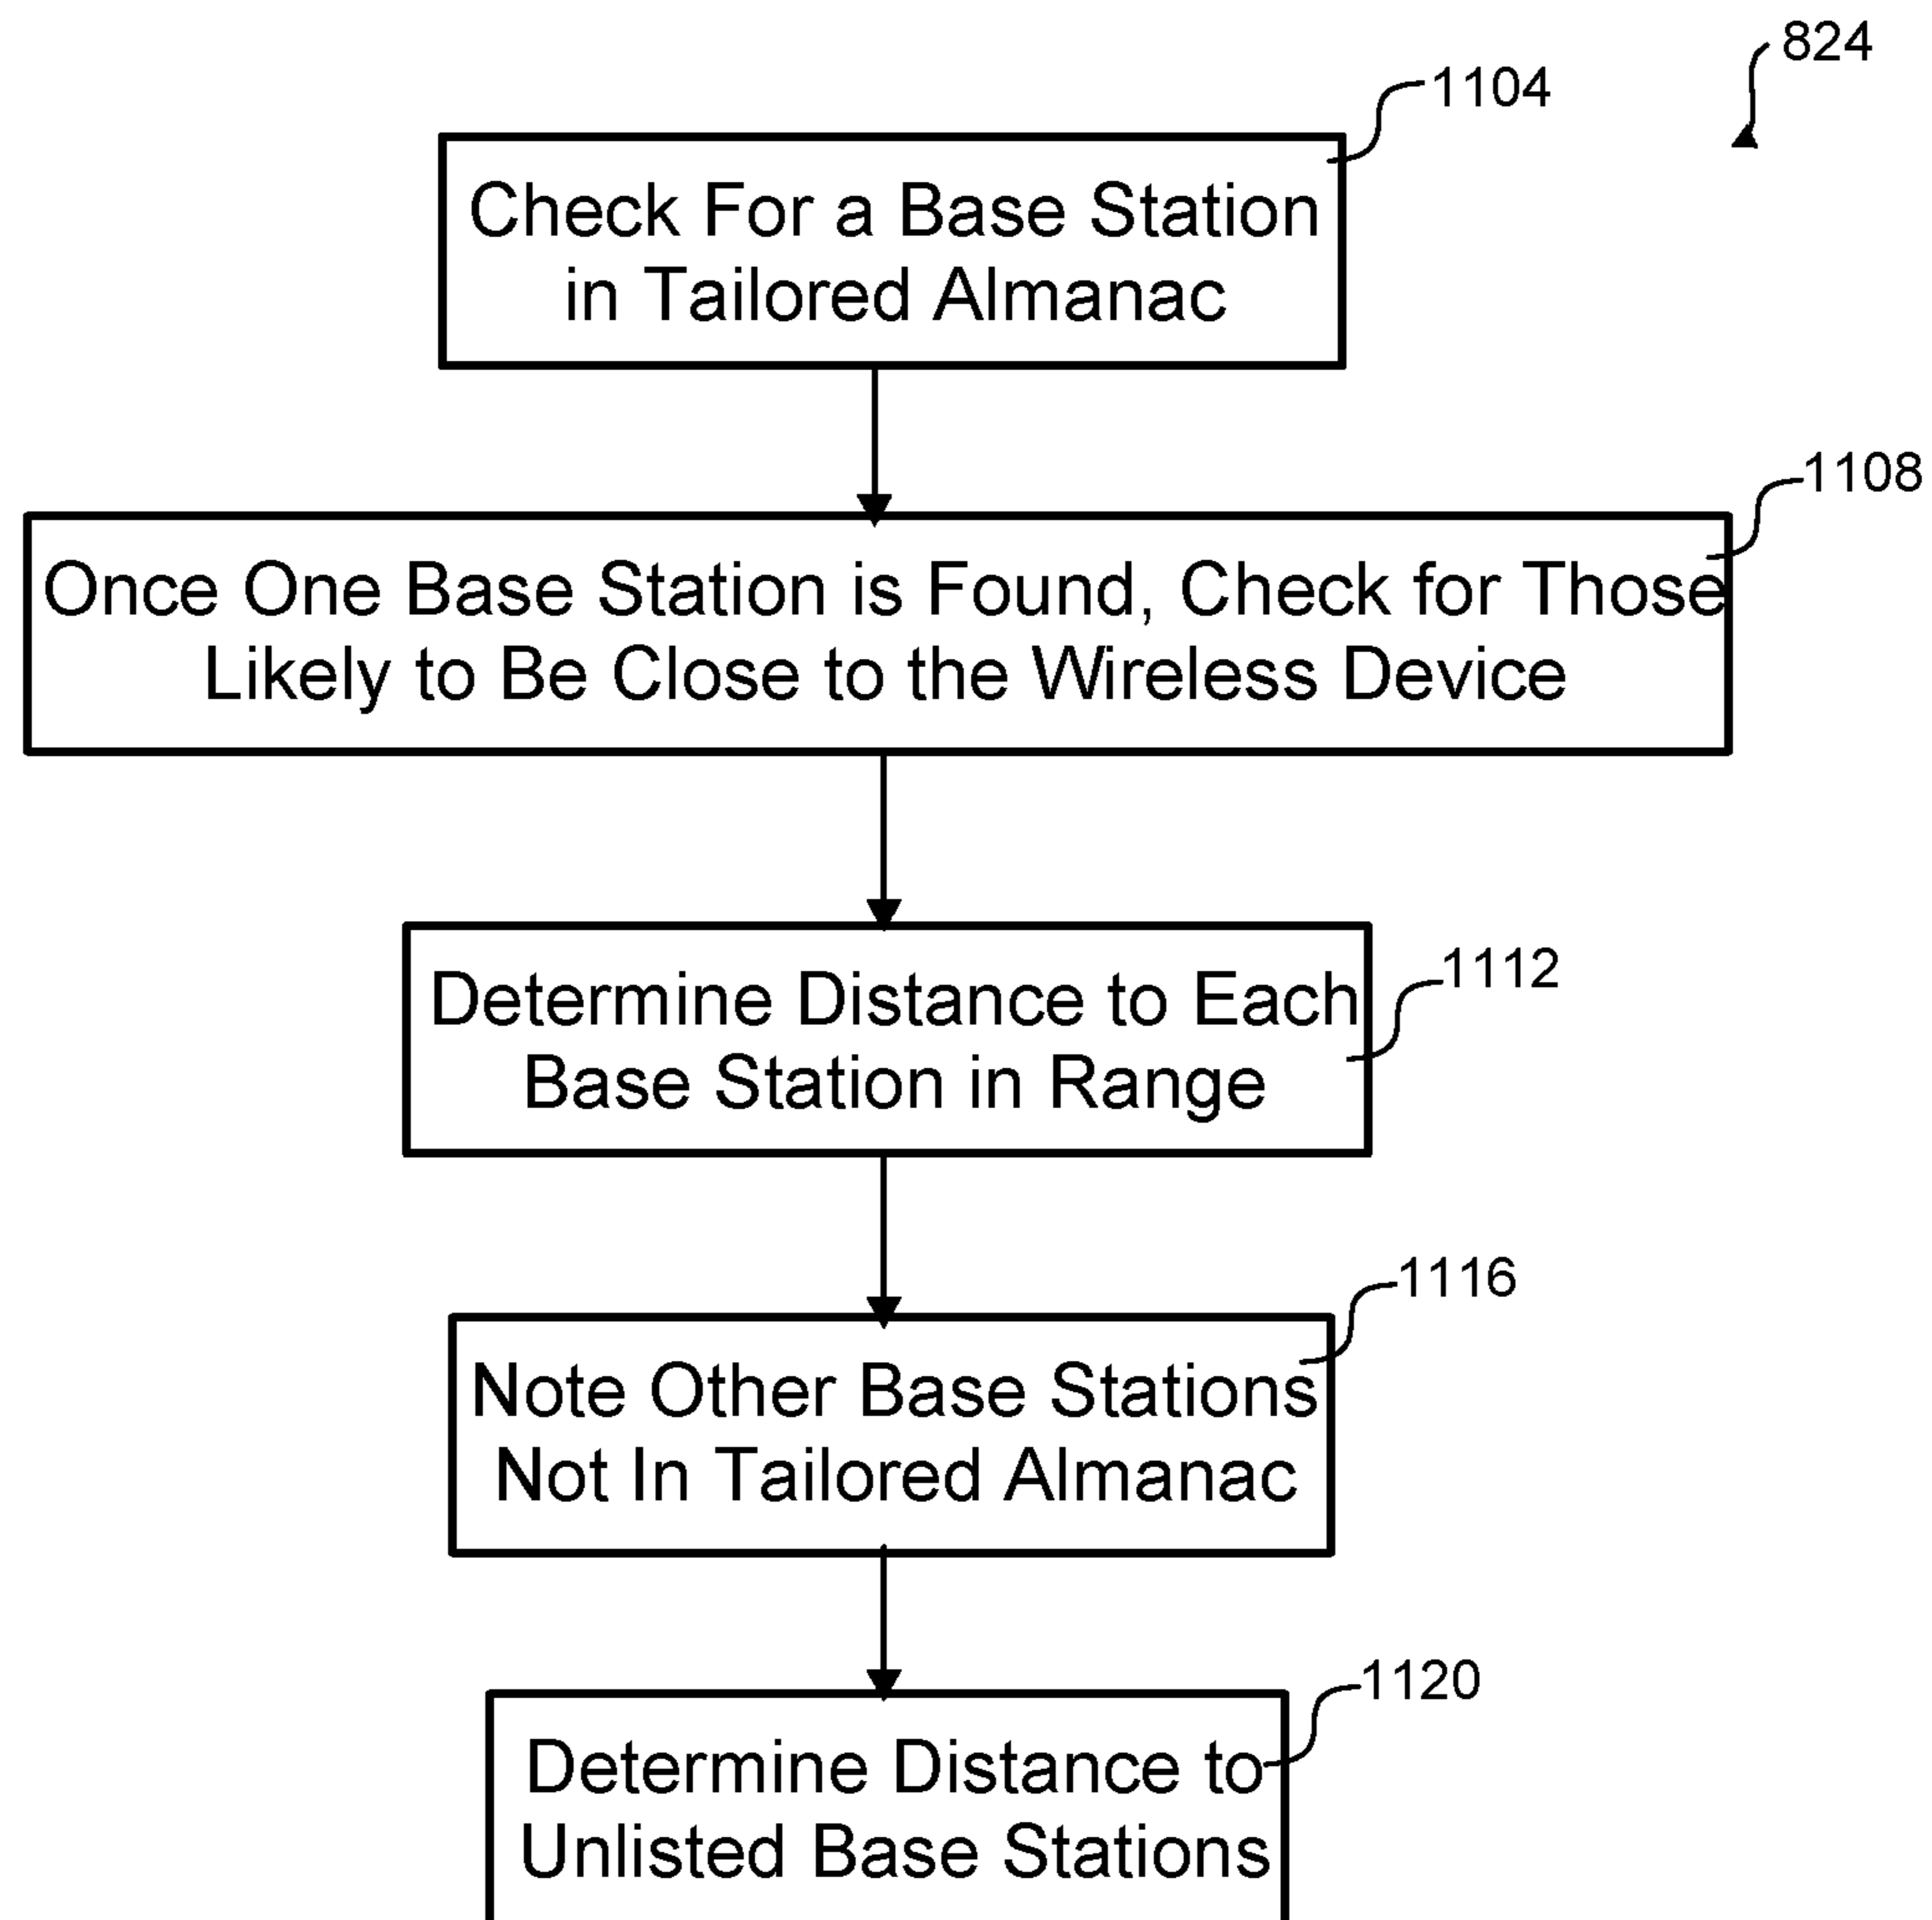 824
1104
Check For a Base Station
in Tailored Almanac
1108
Once One Base Station is Found, Check for Those
Likely to Be Close to the Wireless Device
1112
Determine Distance to Each
Base Station in Range
1116
Note Other Base Stations
Not In Tailored Almanac
1120
Determine Distance to
Unlisted Base Stations